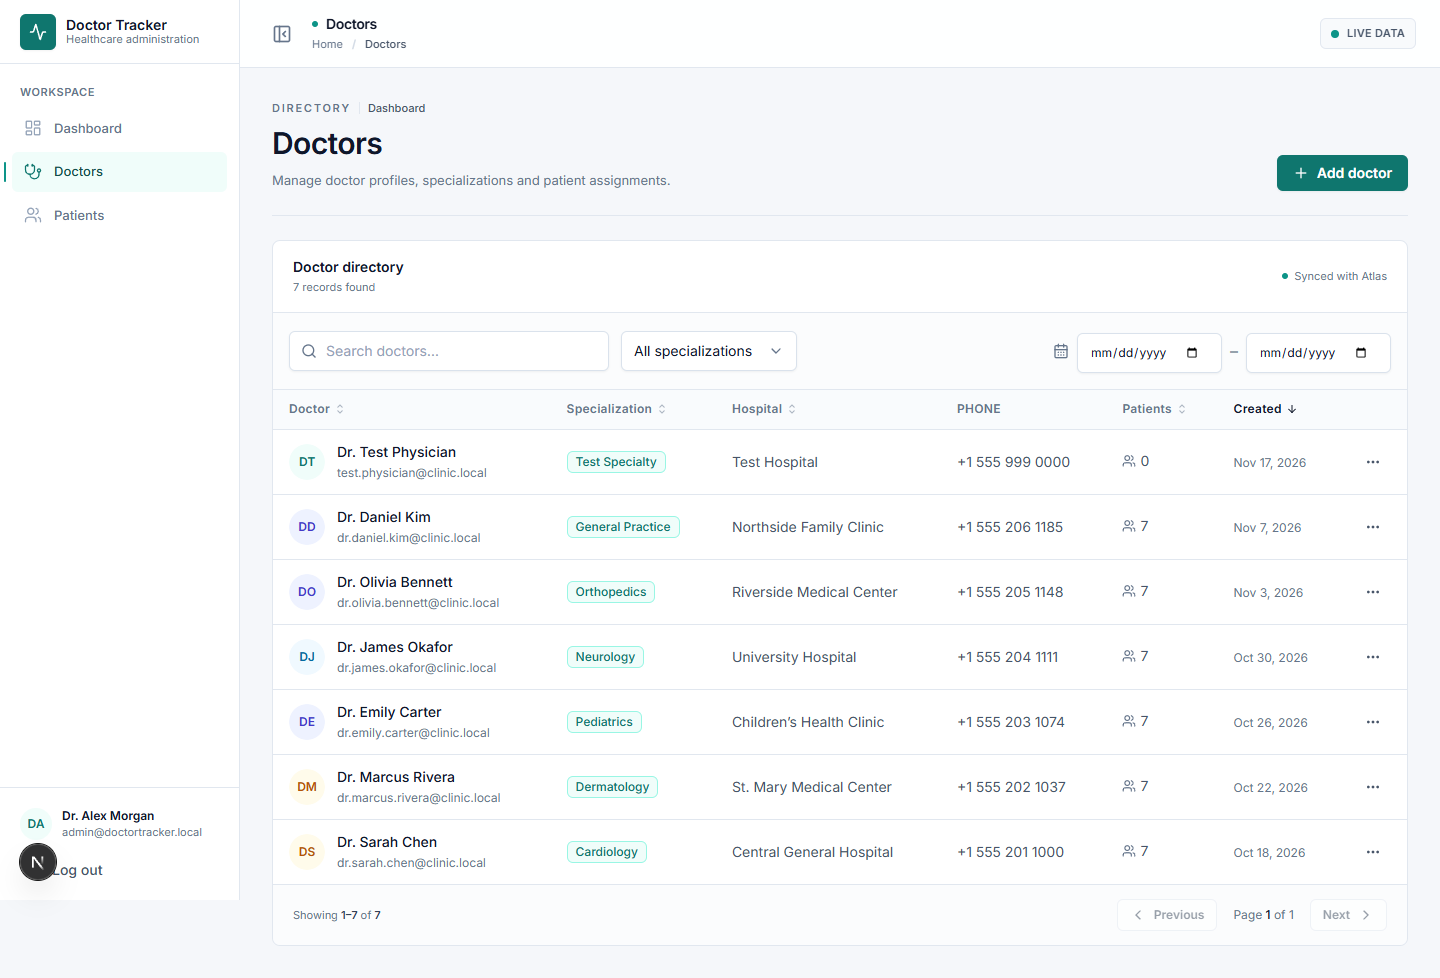 Doctor Tracker
Healthcare administration
WORKSPACE
Dashboard
Doctors
Patients
DA
Dr. Alex Morgan
admin@doctortracker.local
N
Log out
Doctors
Home / Doctors
LIVE DATA
DIRECTORY Dashboard
Doctors
Manage doctor profiles, specializations and patient assignments.
+ Add doctor
Doctor directory
7 records found
Synced with Atlas
Search doctors... All specializations mm/dd/yyyy – mm/dd/yyyy
Doctor Specialization Hospital PHONE Patients Created
DT Dr. Test Physician
test.physician@clinic.local
Test Specialty Test Hospital +1 555 999 0000 0 Nov 17, 2026
DD Dr. Daniel Kim
dr.daniel.kim@clinic.local
General Practice Northside Family Clinic +1 555 206 1185 7 Nov 7, 2026
DO Dr. Olivia Bennett
dr.olivia.bennett@clinic.local
Orthopedics Riverside Medical Center +1 555 205 1148 7 Nov 3, 2026
DJ Dr. James Okafor
dr.james.okafor@clinic.local
Neurology University Hospital +1 555 204 1111 7 Oct 30, 2026
DE Dr. Emily Carter
dr.emily.carter@clinic.local
Pediatrics Children’s Health Clinic +1 555 203 1074 7 Oct 26, 2026
DM Dr. Marcus Rivera
dr.marcus.rivera@clinic.local
Dermatology St. Mary Medical Center +1 555 202 1037 7 Oct 22, 2026
DS Dr. Sarah Chen
dr.sarah.chen@clinic.local
Cardiology Central General Hospital +1 555 201 1000 7 Oct 18, 2026
Showing 1–7 of 7
Previous Page 1 of 1 Next